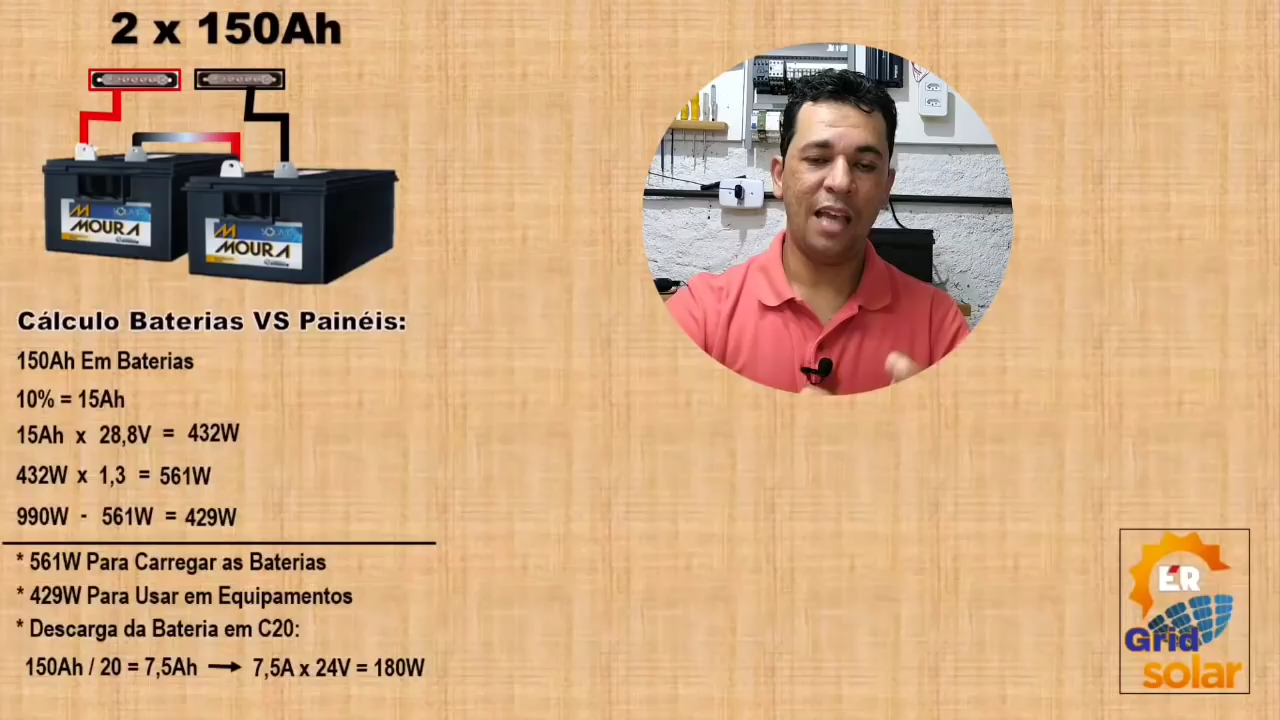 2 x 150Ah
MOURA
MOURA
Cálculo Baterias VS Painéis:
150Ah Em Baterias
10% = 15Ah
15Ah x 28,8V = 432W
432W x 1,3 = 561W
990W - 561W = 429W
* 561W Para Carregar as Baterias
* 429W Para Usar em Equipamentos
* Descarga da Bateria em C20:
150Ah / 20 = 7,5Ah → 7,5A x 24V = 180W
ÉR
Grid
solar